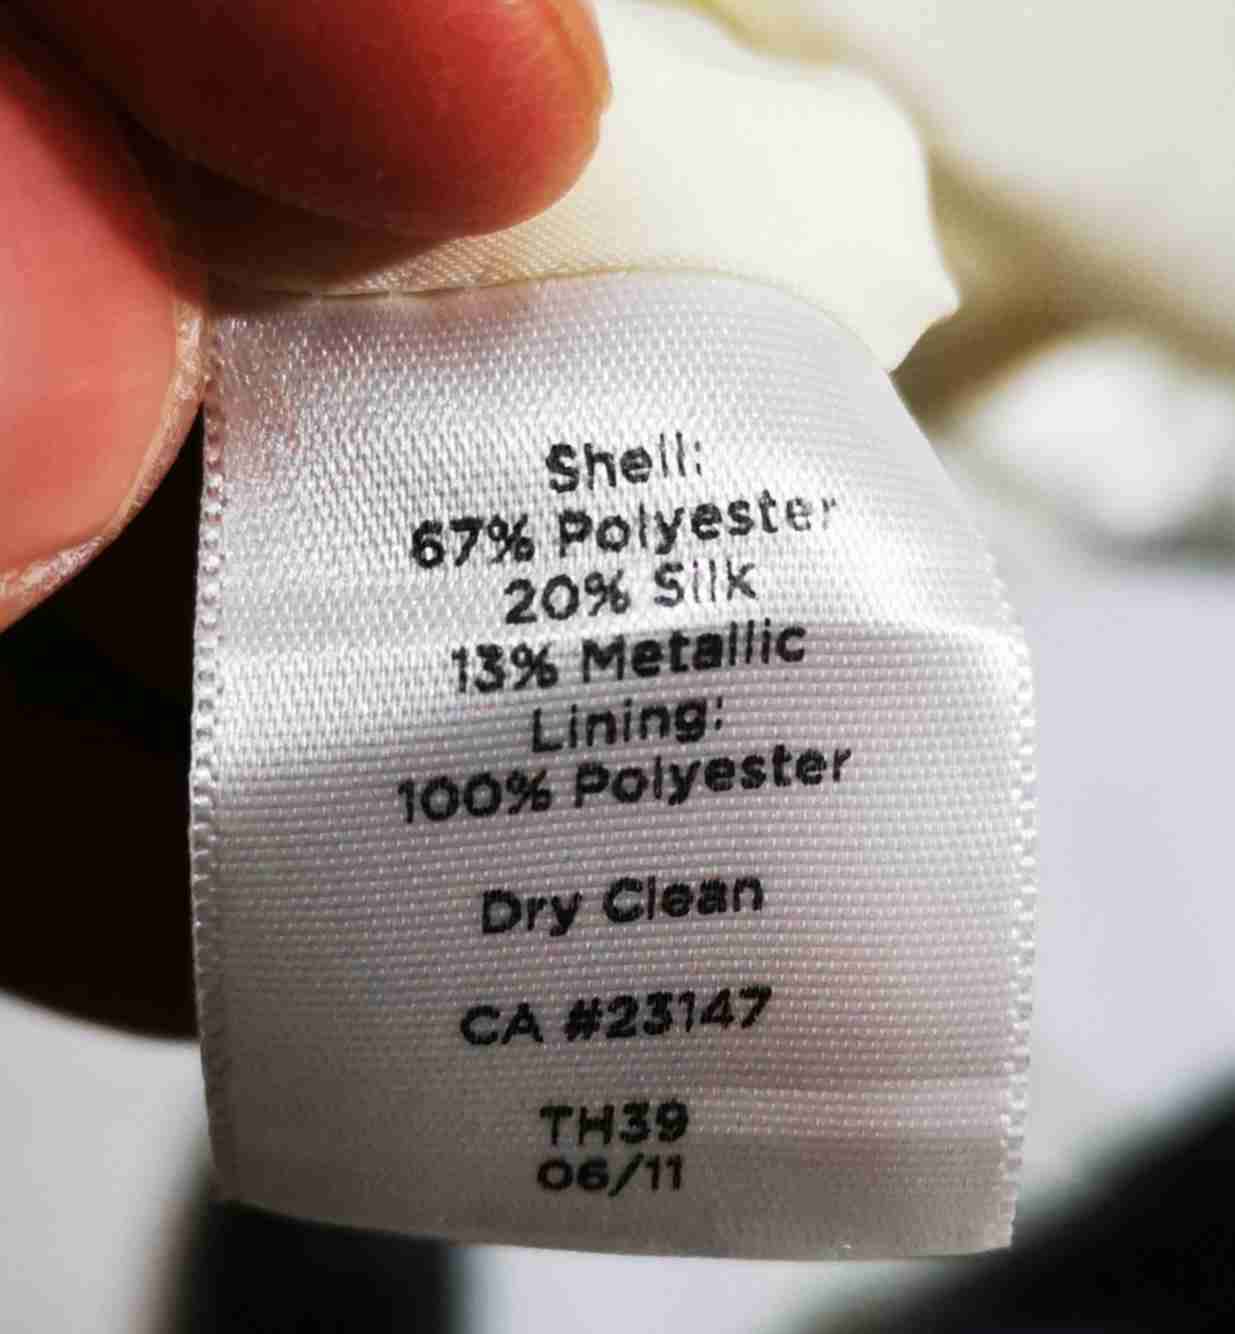 Shell:
67% Polyester
20% Silk
13% Metallic
Lining:
100% Polyester
Dry Clean
CA #23147
TH39
06/11